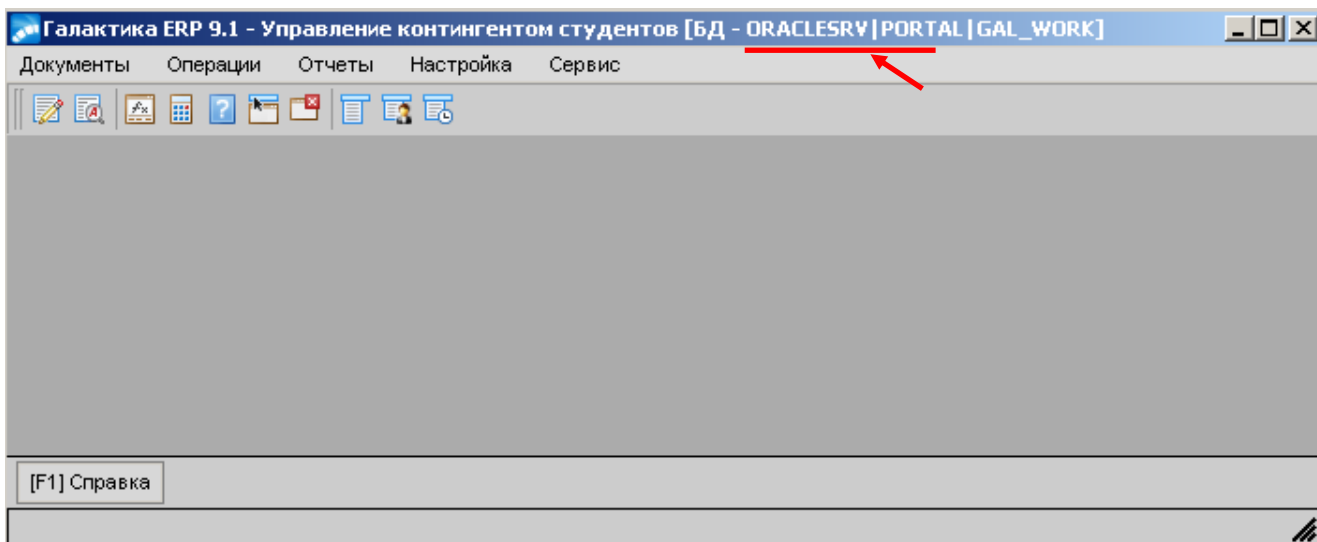 Галактика ERP 9.1 - Управление контингентом студентов [БД - ORACLESRV|PORTAL|GAL_WORK]
Документы Операции Отчеты Настройка Сервис
[F1] Справка